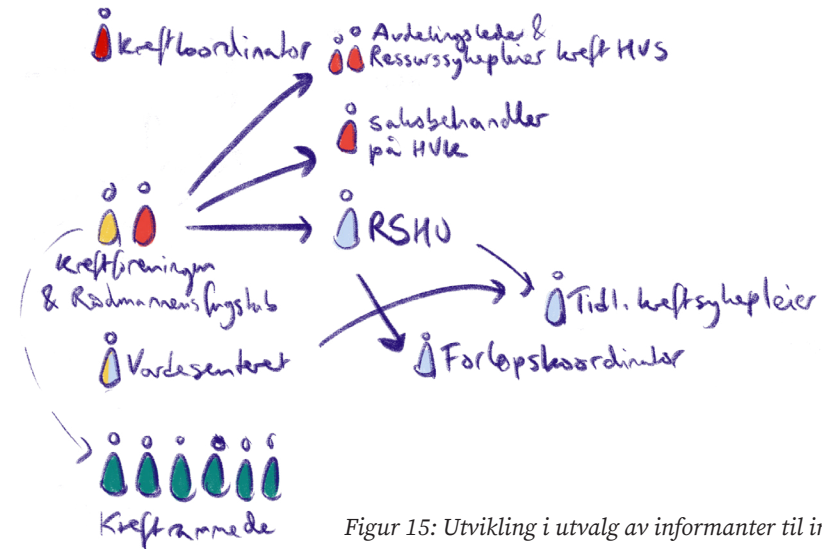 Kreftkoordinator
Avdelingsleder &
Ressurssykepleier kreft HVS
saksbehandler
på HVK
RSHU
Kreftforeningen
& Rådmannens fagstab
Tidl. kreftsykepleier
Vardesenteret
Forløpskoordinator
Kreftrammede
Figur 15: Utvikling i utvalg av informanter til